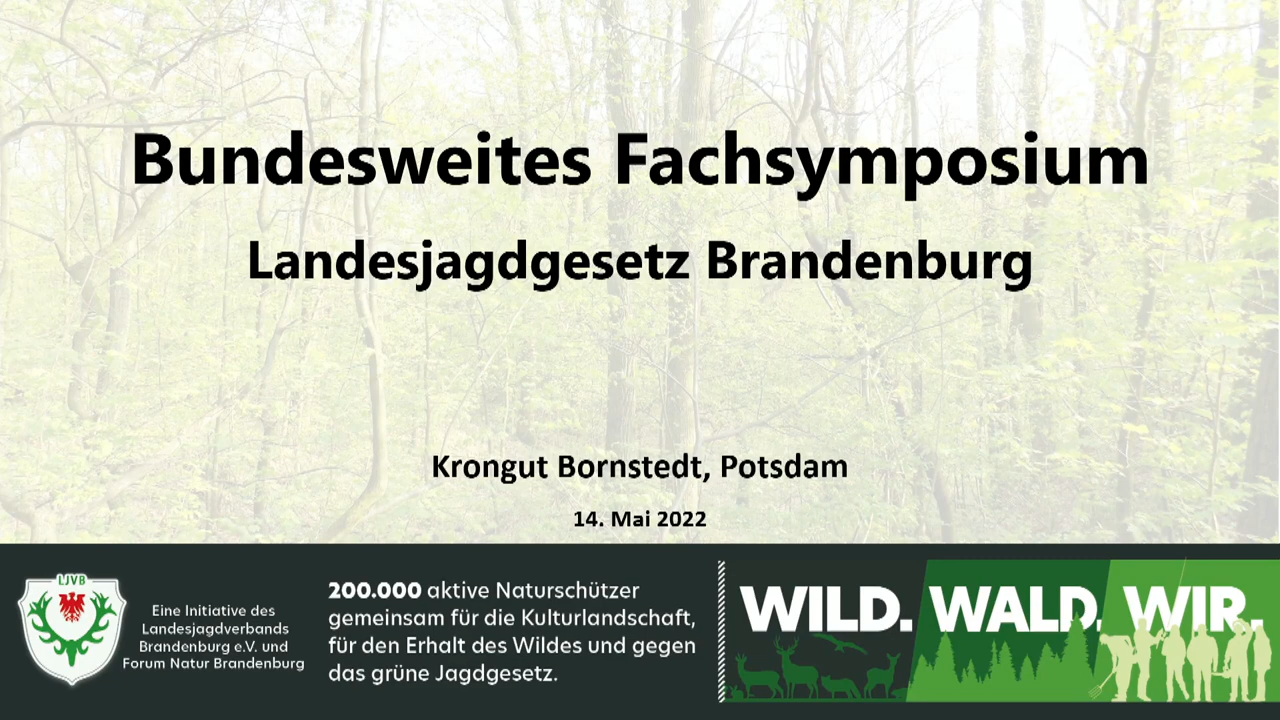 Bundesweites Fachsymposium
Landesjagdgesetz Brandenburg
Krongut Bornstedt, Potsdam
14. Mai 2022
LJVB
Eine Initiative des
Landesjagdverbands
Brandenburg e.V. und
Forum Natur Brandenburg
200.000 aktive Naturschützer
gemeinsam für die Kulturlandschaft,
für den Erhalt des Wildes und gegen
das grüne Jagdgesetz.
WILD. WALD. WIR.